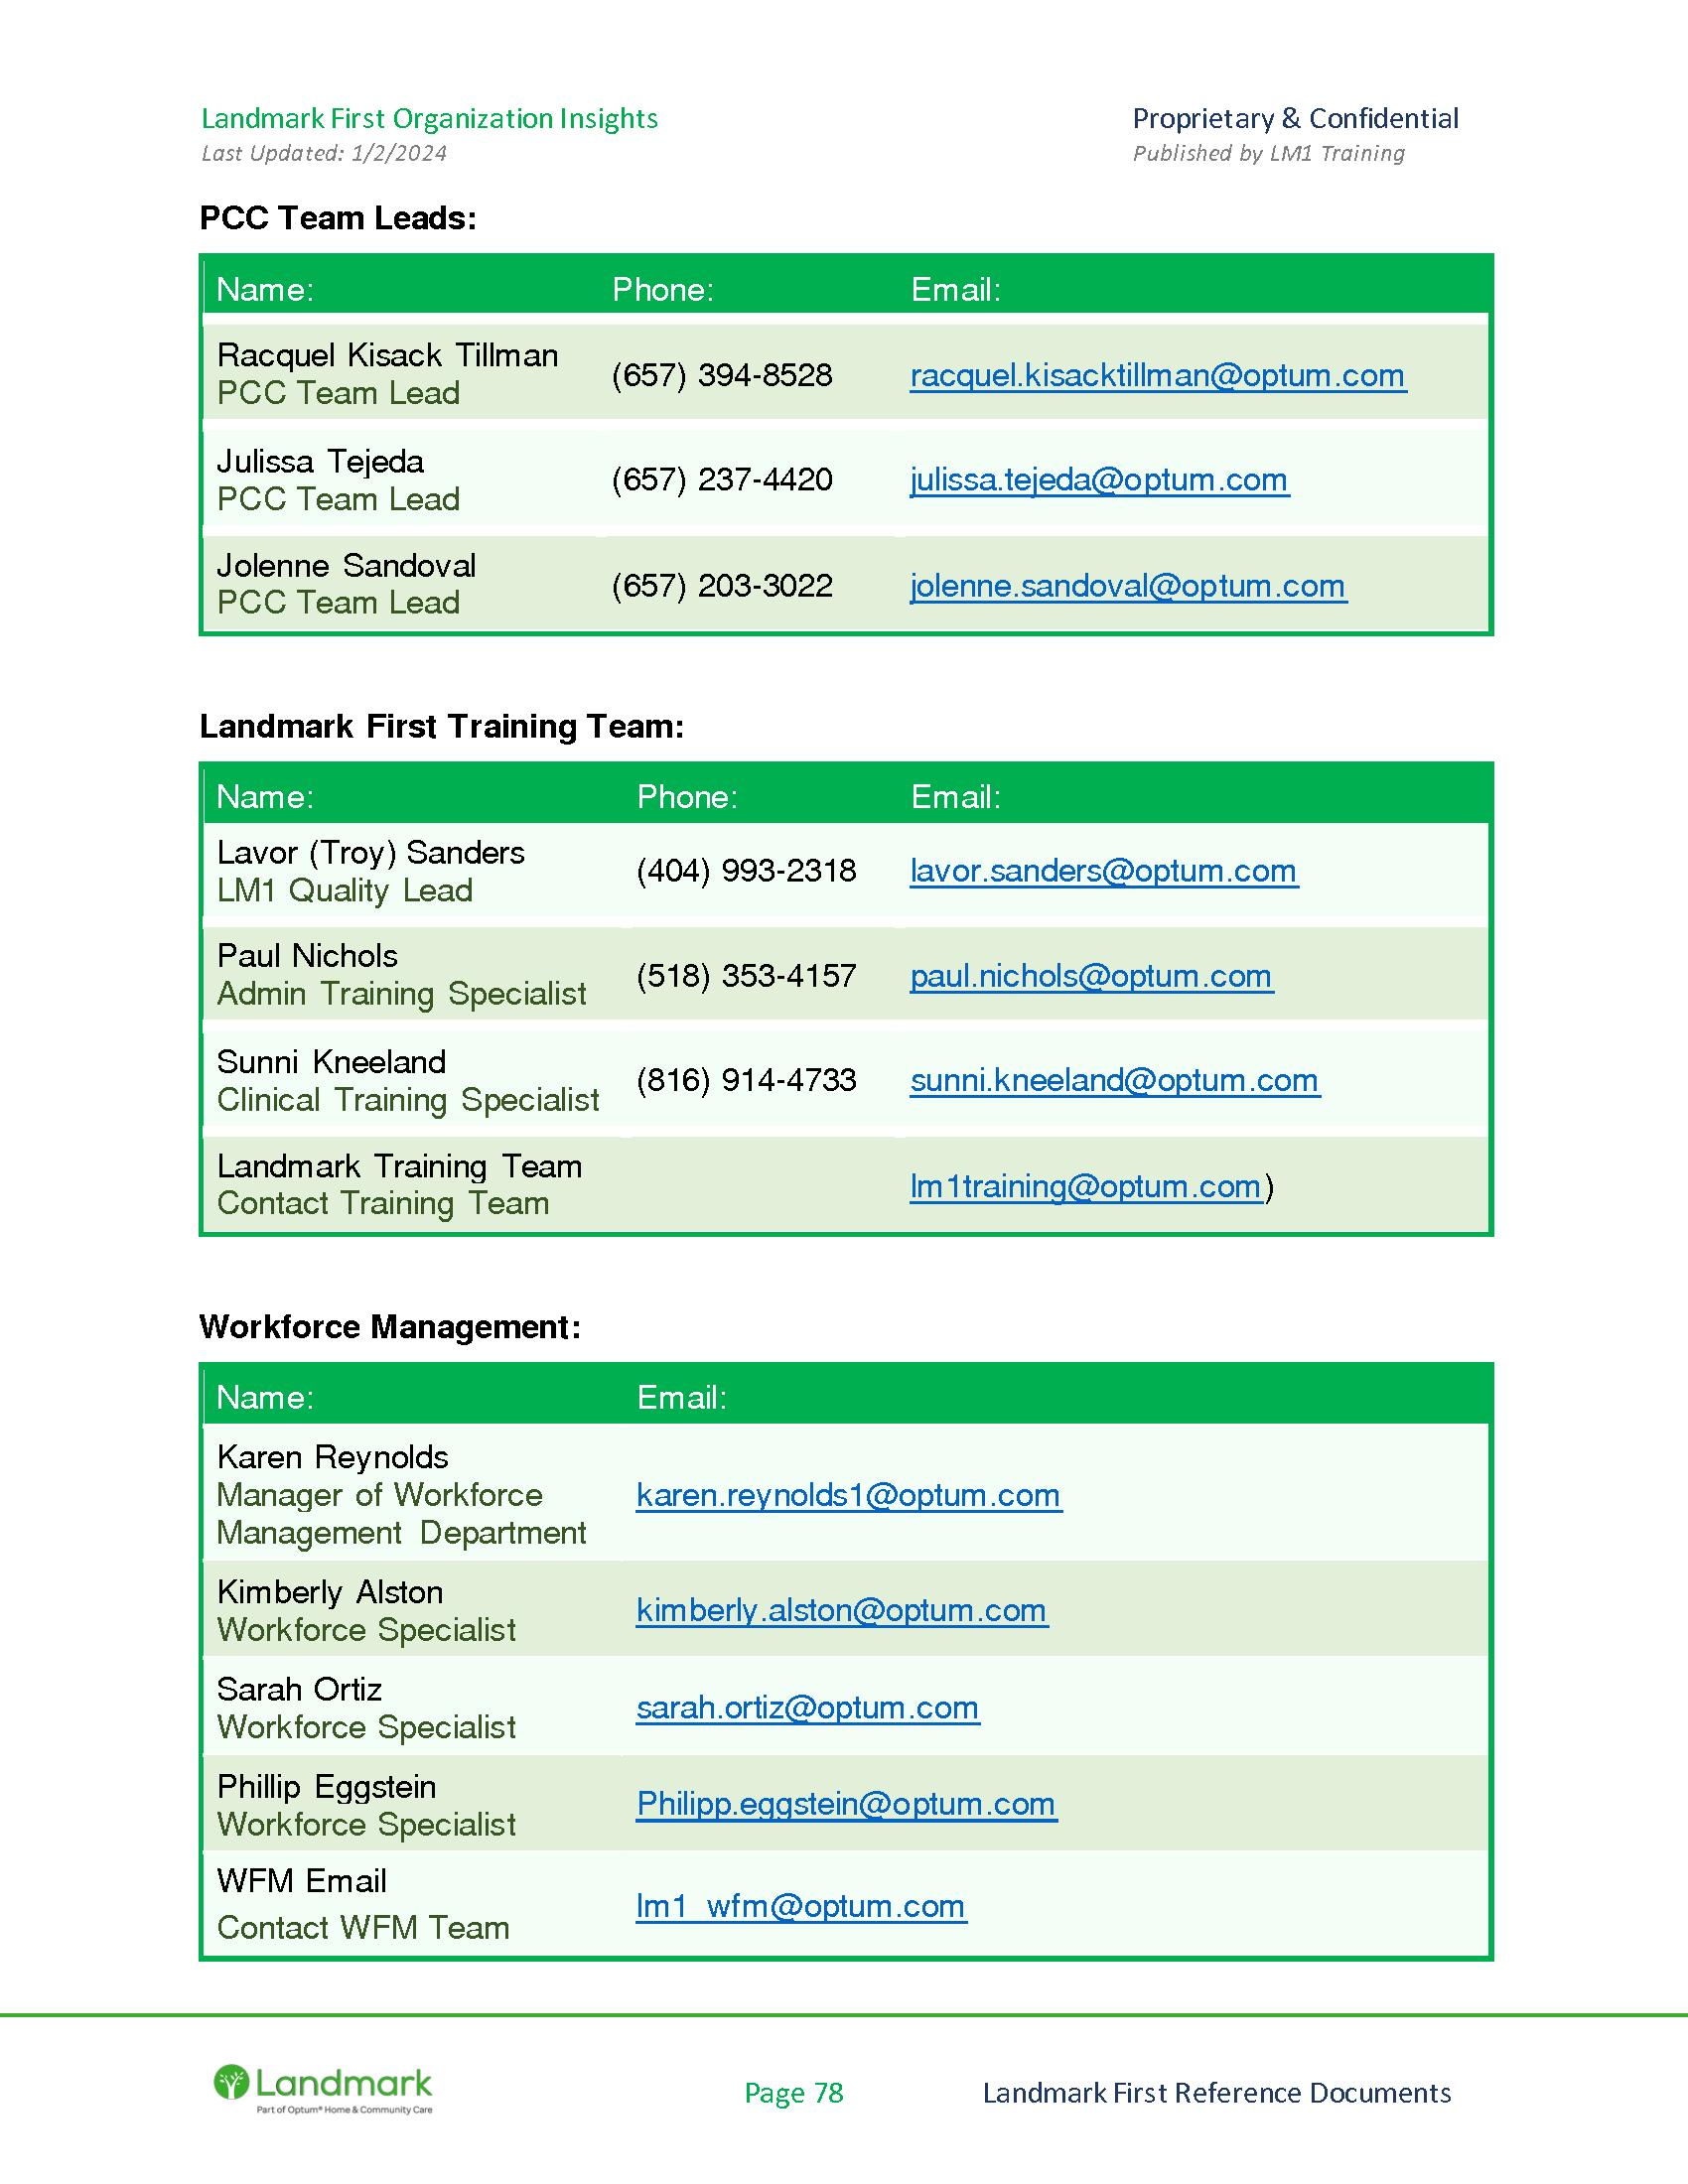 Landmark First Organization Insights
Proprietary & Confidential
Last Updated: 1/2/2024
Published by LM1 Training
PCC Team Leads:
Name: Phone: Email:
Racquel Kisack Tillman
PCC Team Lead
(657) 394-8528
racquel.kisacktillman@optum.com
Julissa Tejeda
PCC Team Lead
(657) 237-4420
julissa.tejeda@optum.com
Jolenne Sandoval
PCC Team Lead
(657) 203-3022
jolenne.sandoval@optum.com
Landmark First Training Team:
Name: Phone: Email:
Lavor (Troy) Sanders
LM1 Quality Lead
(404) 993-2318
lavor.sanders@optum.com
Paul Nichols
Admin Training Specialist
(518) 353-4157
paul.nichols@optum.com
Sunni Kneeland
Clinical Training Specialist
(816) 914-4733
sunni.kneeland@optum.com
Landmark Training Team
Contact Training Team
lm1training@optum.com)
Workforce Management:
Name: Email:
Karen Reynolds
Manager of Workforce
Management Department
karen.reynolds1@optum.com
Kimberly Alston
Workforce Specialist
kimberly.alston@optum.com
Sarah Ortiz
Workforce Specialist
sarah.ortiz@optum.com
Phillip Eggstein
Workforce Specialist
Philipp.eggstein@optum.com
WFM Email
Contact WFM Team
lm1_wfm@optum.com
Landmark
Part of Optum® Home & Community Care
Page 78
Landmark First Reference Documents